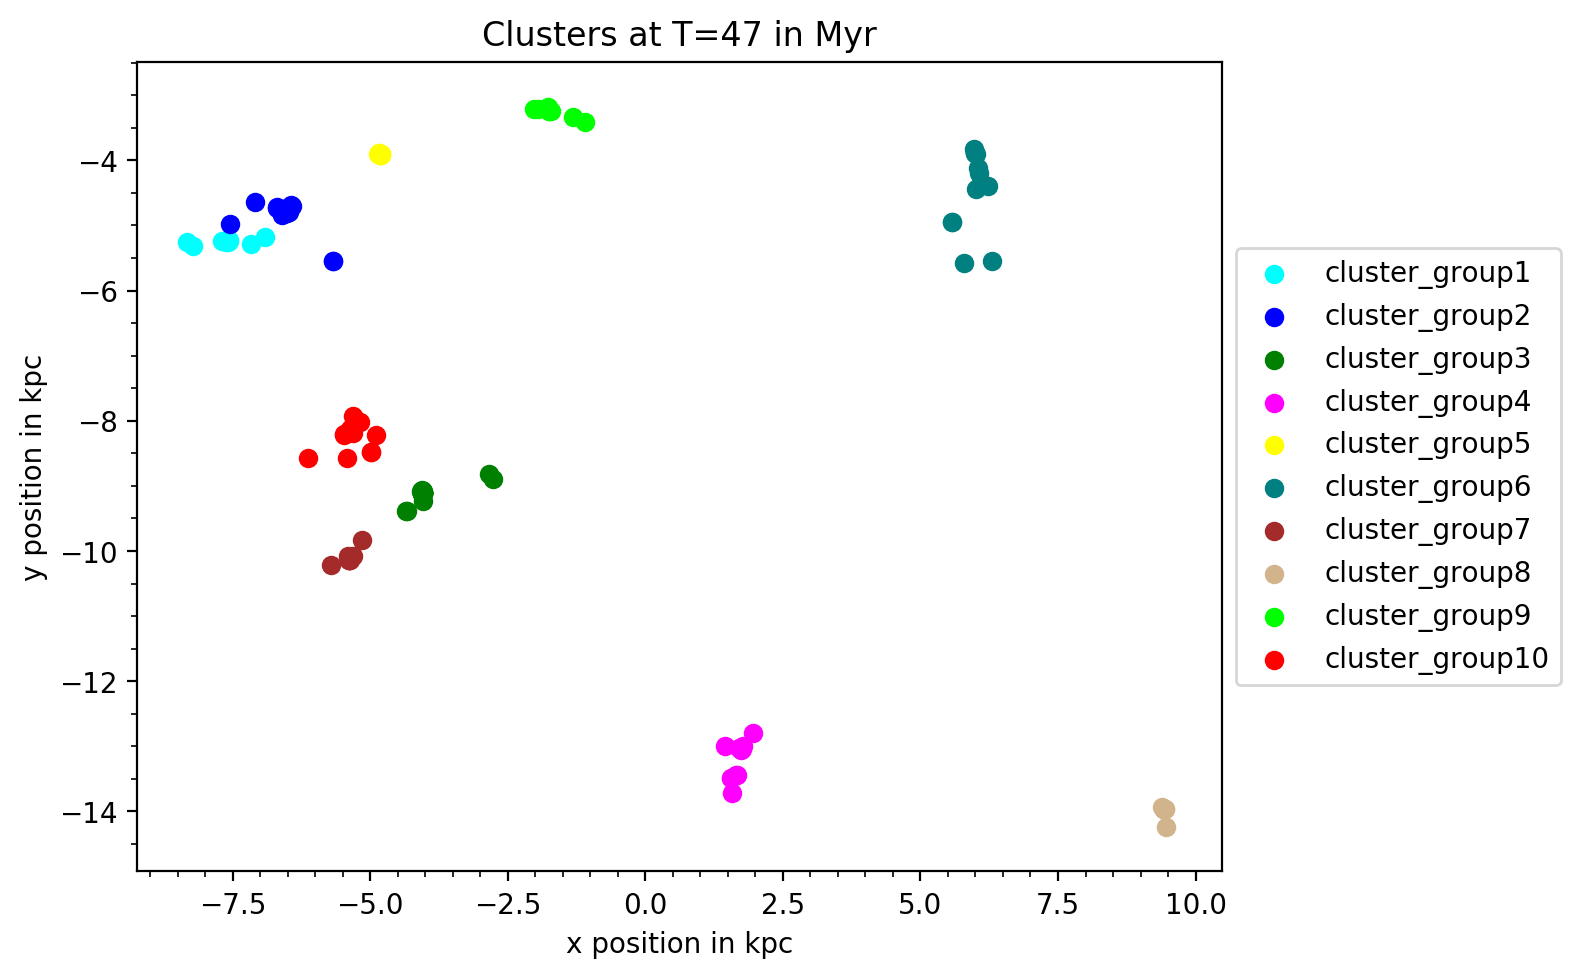 Clusters at T=47 in Myr
y position in kpc
−4
−6
−8
−10
−12
−14
−7.5 −5.0 −2.5 0.0 2.5 5.0 7.5 10.0
x position in kpc
cluster_group1
cluster_group2
cluster_group3
cluster_group4
cluster_group5
cluster_group6
cluster_group7
cluster_group8
cluster_group9
cluster_group10